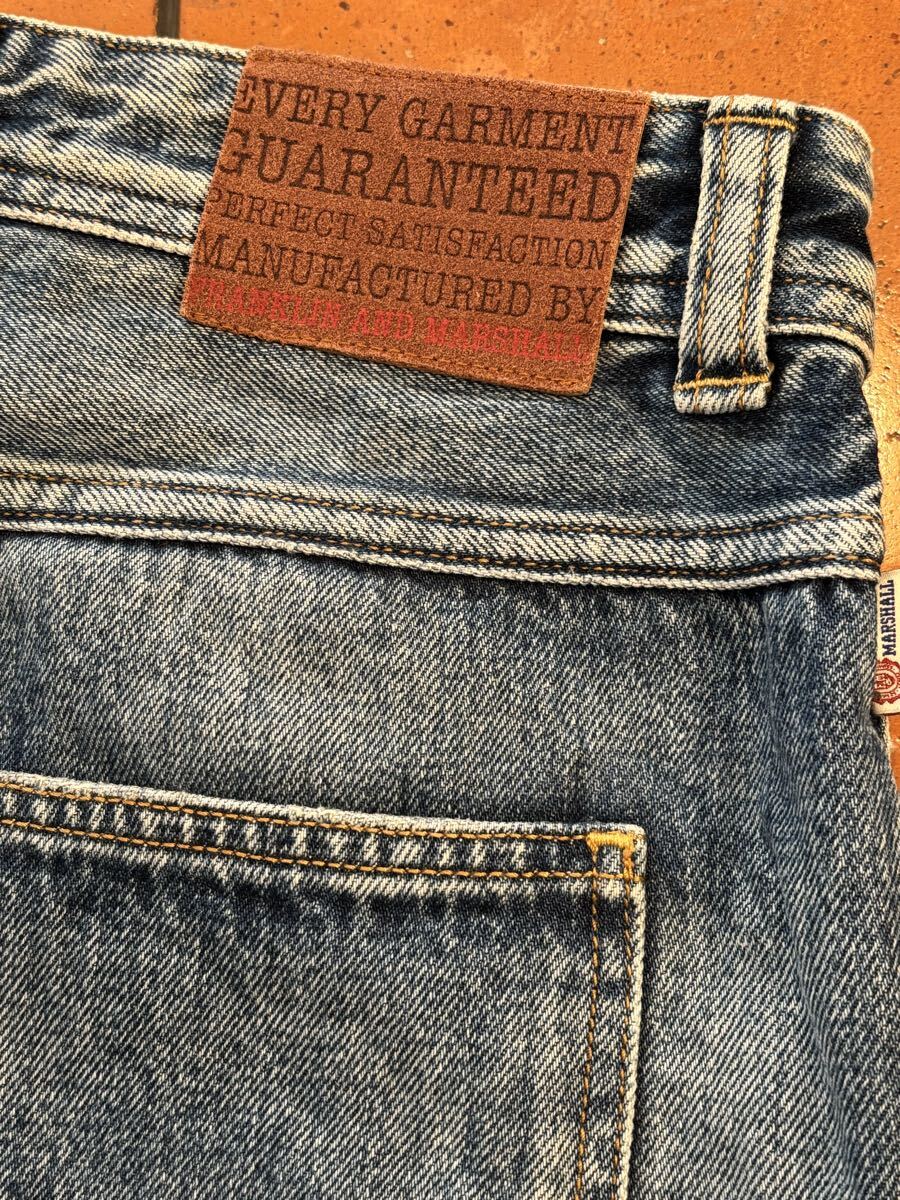 EVERY GARMENT
GUARANTEED
PERFECT SATISFACTION
MANUFACTURED BY
FRANKLIN AND MARSHALL
MARSHALL